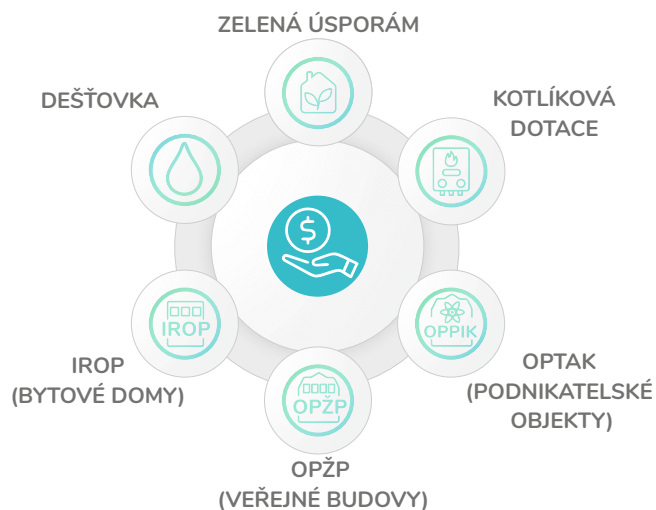 ZELENÁ ÚSPORÁM
DEŠŤOVKA
KOTLÍKOVÁ
DOTACE
$
IROP
OPPIK
IROP
(BYTOVÉ DOMY)
OPTAK
(PODNIKATELSKÉ
OBJEKTY)
OPŽP
OPŽP
(VEŘEJNÉ BUDOVY)